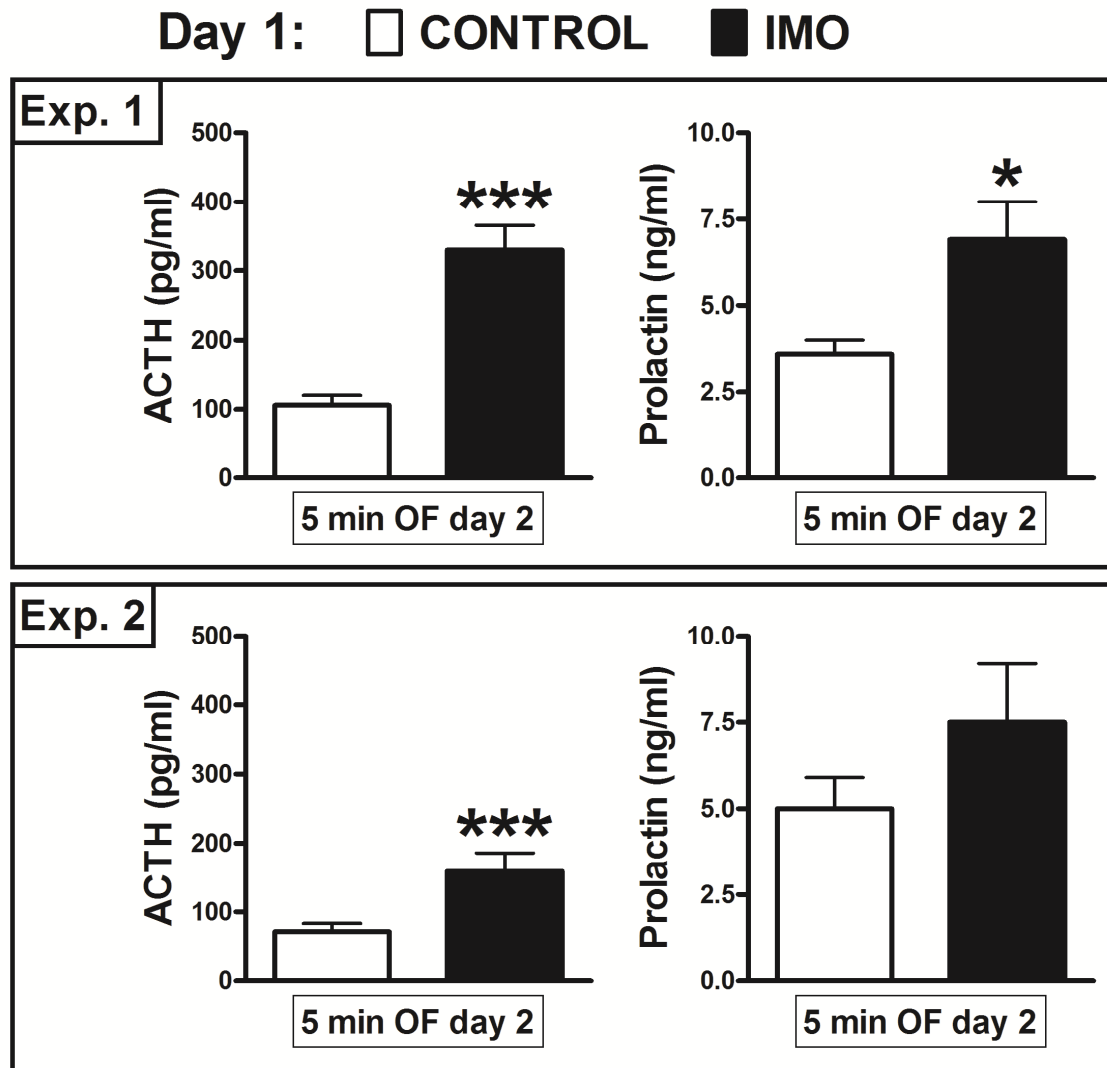 Day 1: CONTROL IMO
Exp. 1
ACTH (pg/ml)
500
400
300
200
100
0
***
5 min OF day 2
Prolactin (ng/ml)
10.0
7.5
5.0
2.5
0.0
*
5 min OF day 2
Exp. 2
ACTH (pg/ml)
500
400
300
200
100
0
***
5 min OF day 2
Prolactin (ng/ml)
10.0
7.5
5.0
2.5
0.0
5 min OF day 2